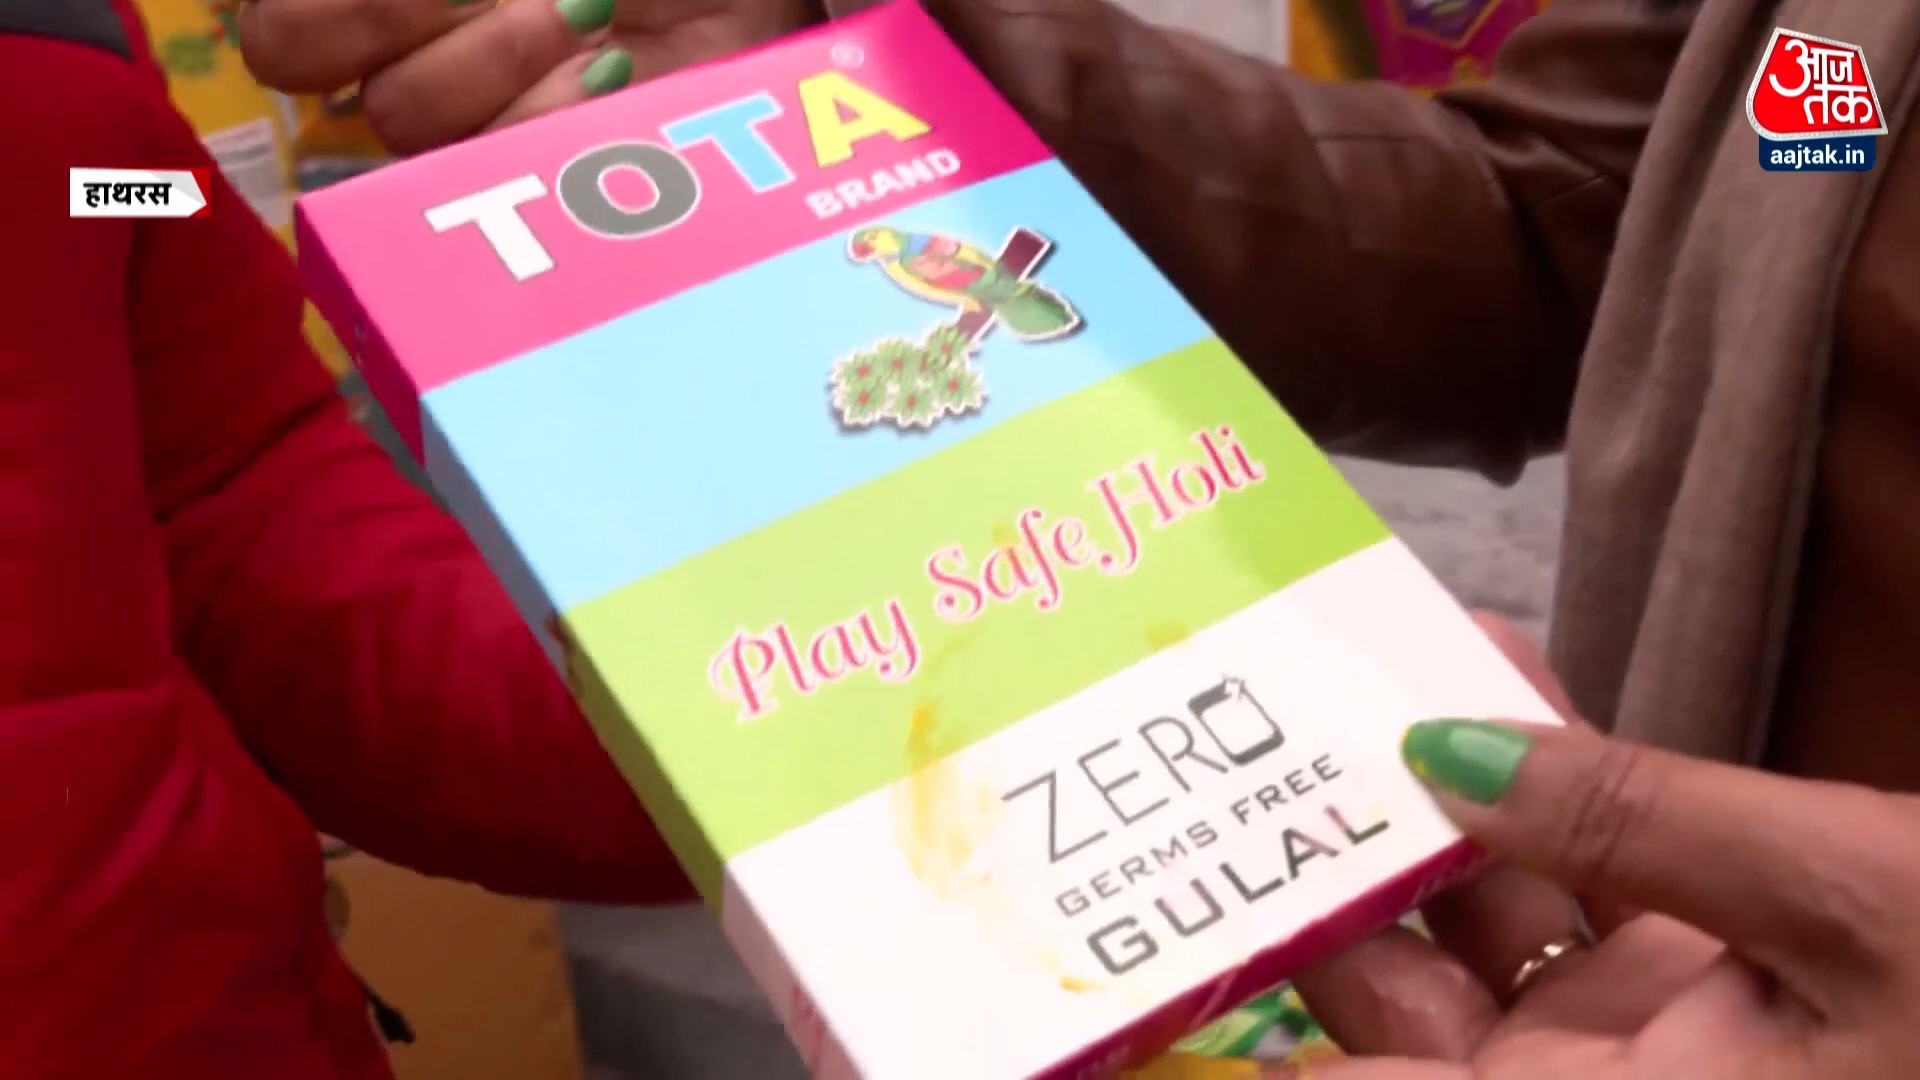 आज
तक
aajtak.in
हाथरस
TOTA®
BRAND
Play Safe Holi
ZERO
GERMS FREE
GULAL